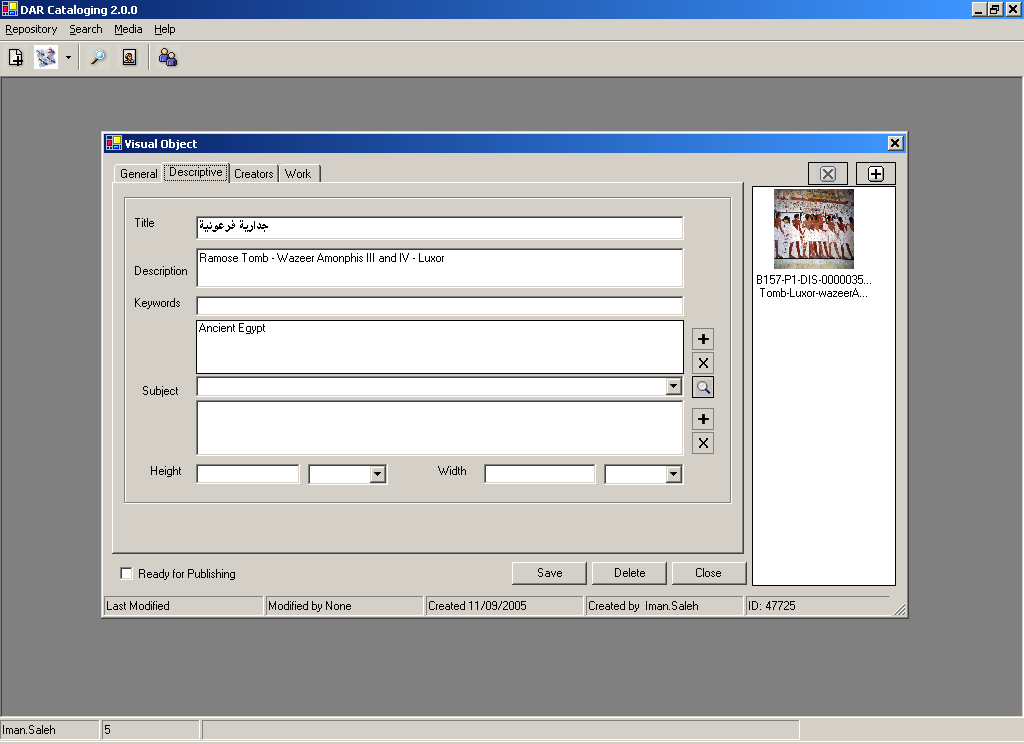 DAR Cataloging 2.0.0
Repository Search Media Help
Visual Object
General Descriptive Creators Work
Title
جدارية فرعونية
Description
Ramose Tomb - Wazeer Amonphis III and IV - Luxor
Keywords
Ancient Egypt
Subject
Height
Width
B157-P1-DIS-0000035...
Tomb-Luxor-wazeerA...
Ready for Publishing
Save Delete Close
Last Modified
Modified by None
Created 11/09/2005
Created by Iman.Saleh
ID: 47725
Iman.Saleh
5